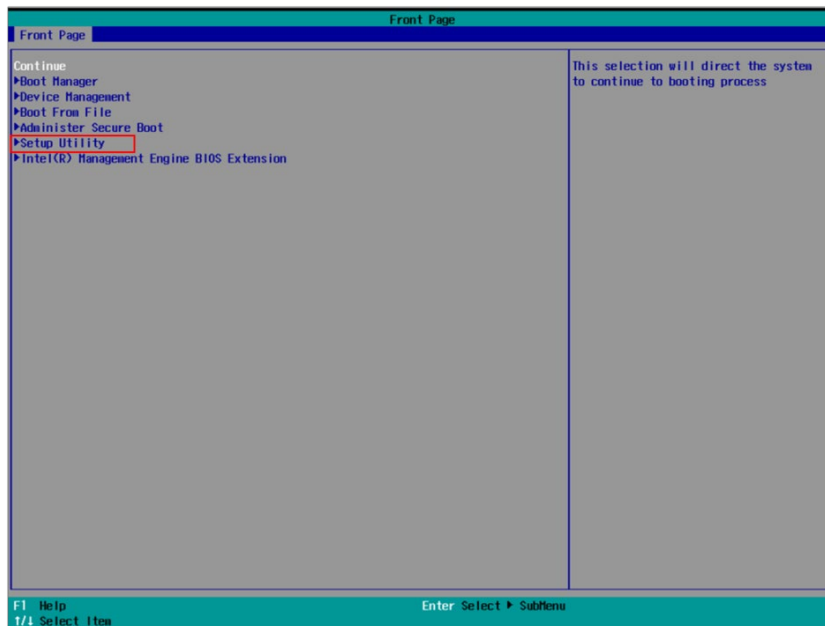 Front Page
Front Page
Continue
▶Boot Manager
▶Device Management
▶Boot From File
▶Administer Secure Boot
▶Setup Utility
▶Intel(R) Management Engine BIOS Extension
This selection will direct the system
to continue to booting process
F1 Help
Enter Select ▶ SubMenu
↑/↓ Select Item